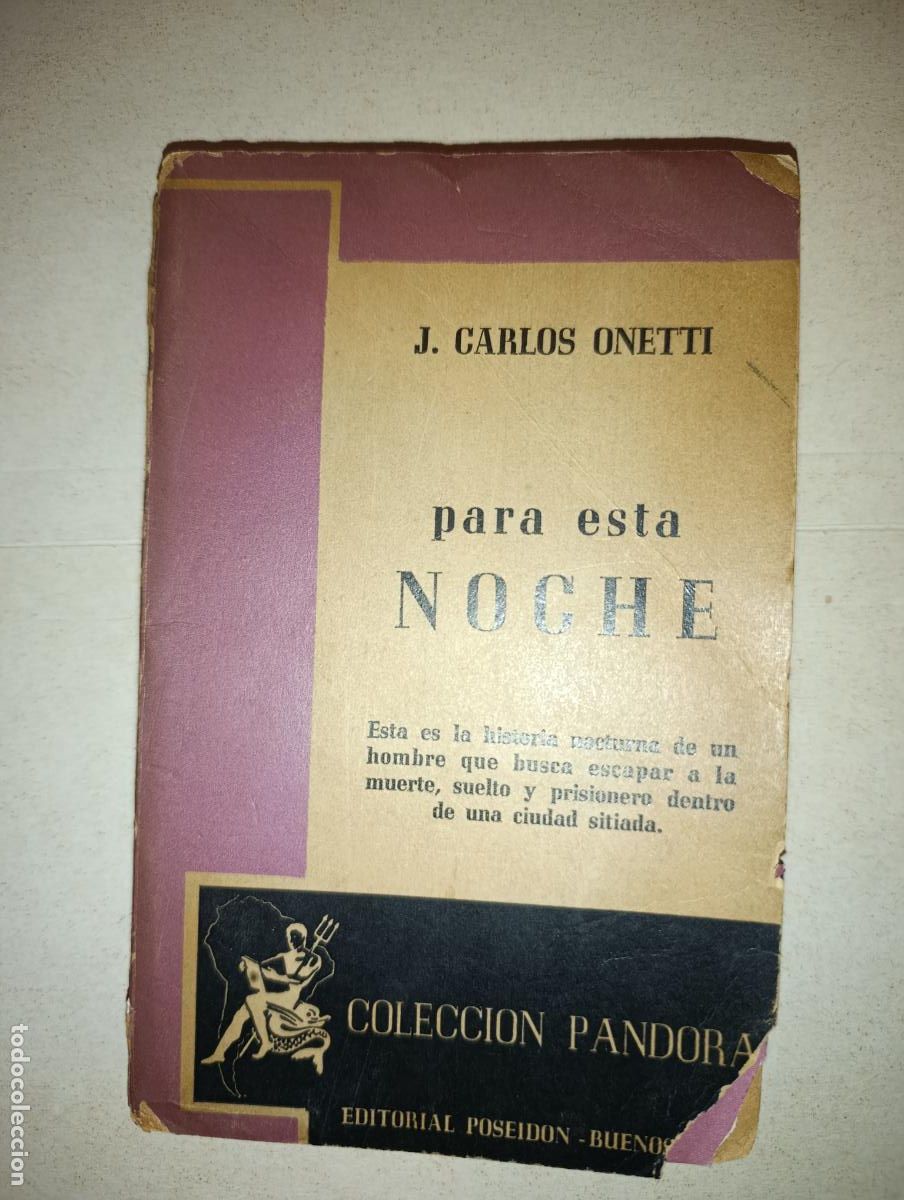 J. CARLOS ONETTI
para esta
NOCHE
Esta es la historia nocturna de un
hombre que busca escapar a la
muerte, suelto y prisionero dentro
de una ciudad sitiada.
COLECCION PANDORA
EDITORIAL POSEIDON - BUENOS
todocoleccion